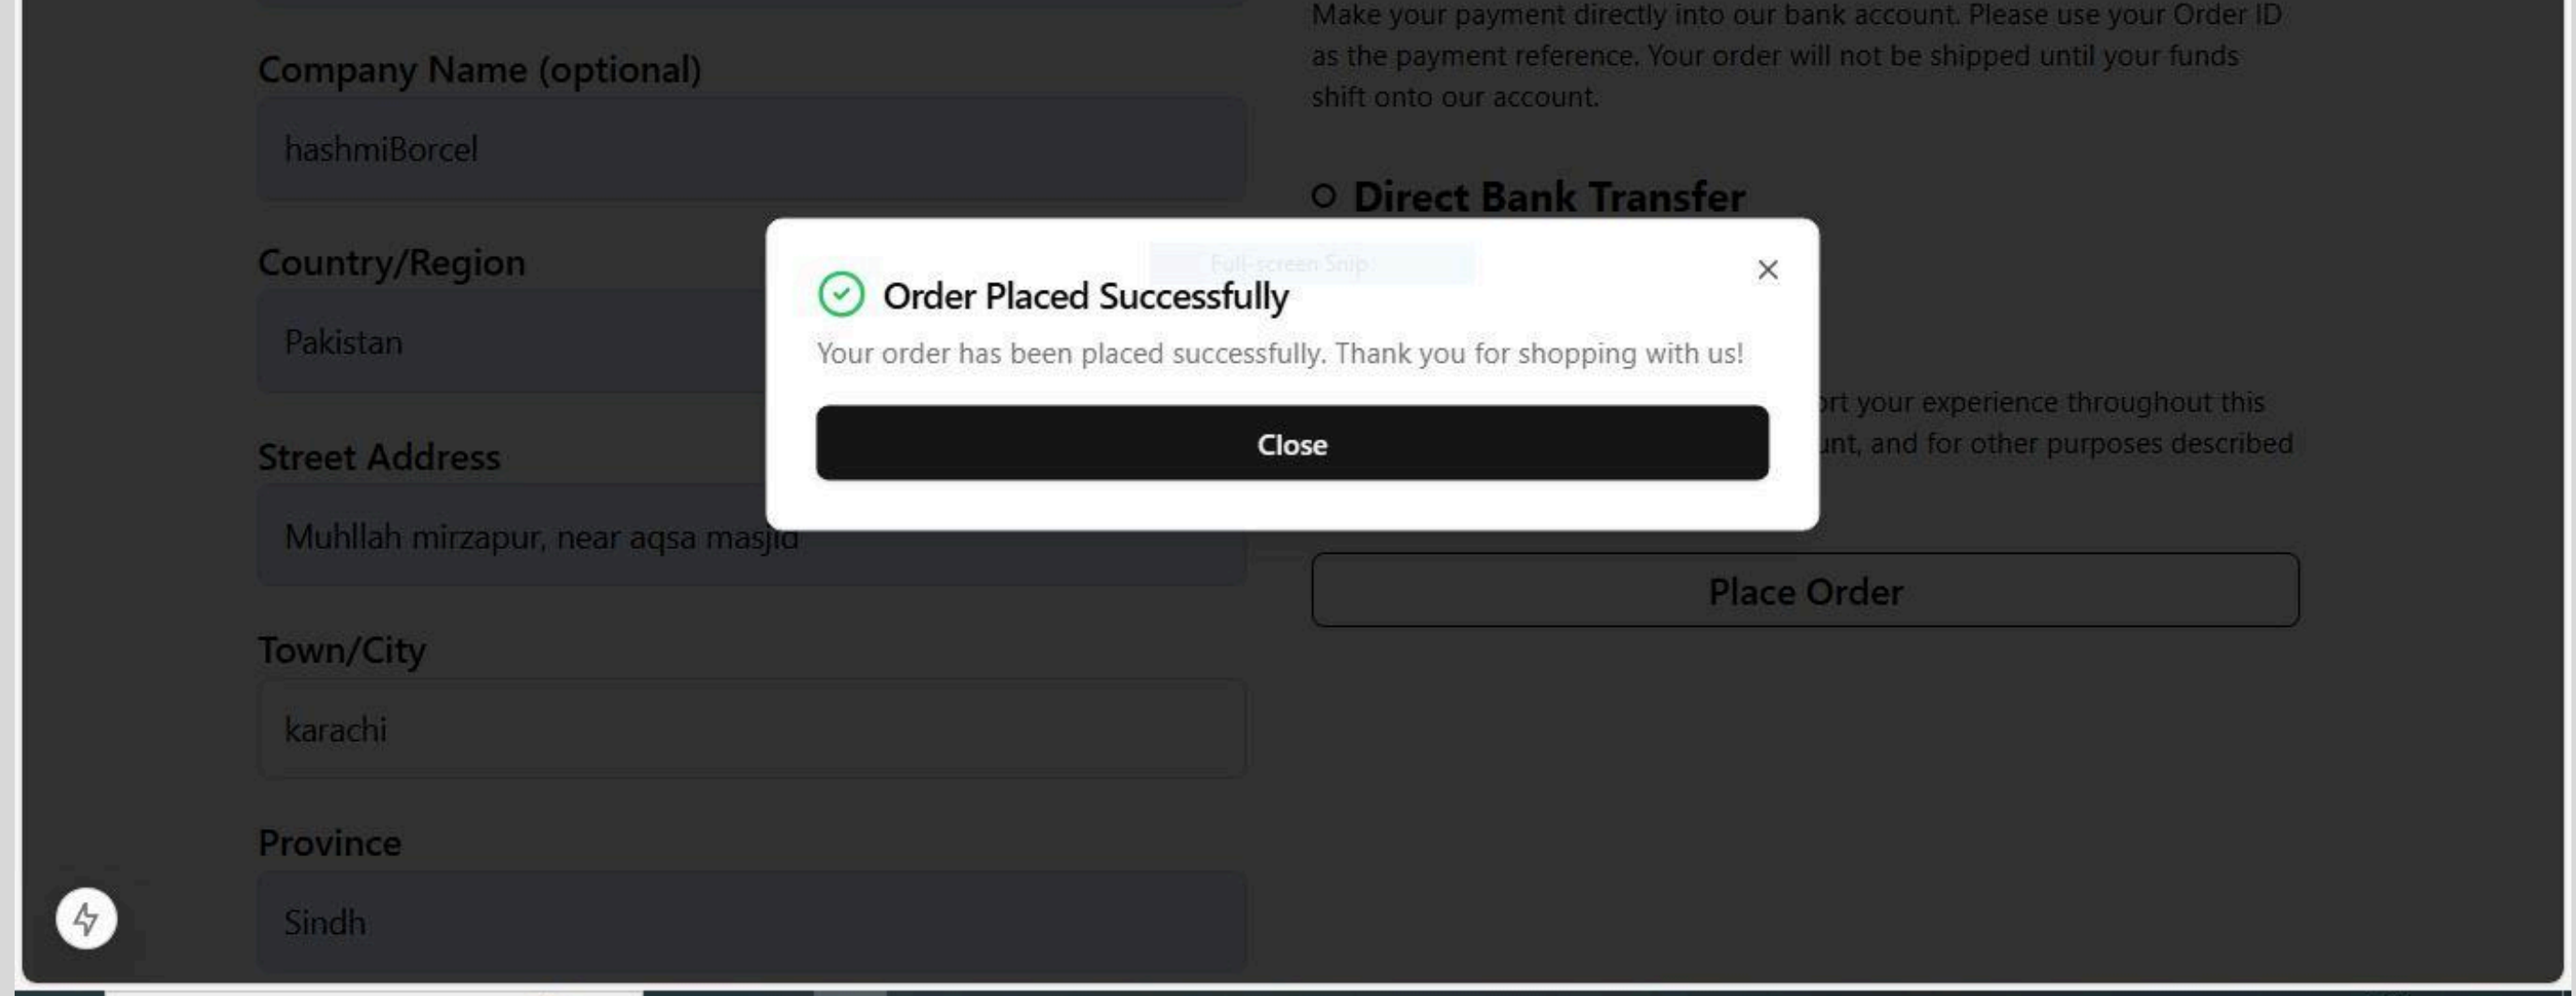 Company Name (optional)
hashmiBorcel
Country/Region
Pakistan
Street Address
Muhllah mirzapur, near aqsa masjid
Town/City
karachi
Province
Sindh
Make your payment directly into our bank account. Please use your Order ID
as the payment reference. Your order will not be shipped until your funds
shift onto our account.
Direct Bank Transfer
Full-screen Snip
Order Placed Successfully
Your order has been placed successfully. Thank you for shopping with us!
Close
your experience throughout this
and for other purposes described
Place Order